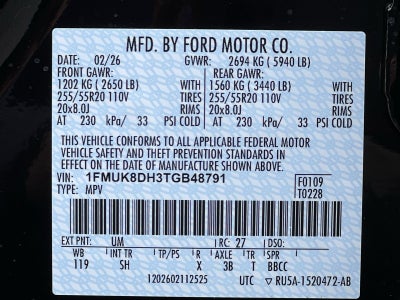 MFD. BY FORD MOTOR CO.
DATE: 02/26 GVWR: 2694 KG ( 5940 LB)
FRONT GAWR: REAR GAWR:
1202 KG ( 2650 LB) WITH 1560 KG ( 3440 LB) WITH
255/55R20 110V TIRES 255/55R20 110V TIRES
20x8.0J RIMS 20x8.0J RIMS
AT 230 kPa/ 33 PSI COLD AT 230 kPa/ 33 PSI COLD
THIS VEHICLE CONFORMS TO ALL APPLICABLE FEDERAL MOTOR
VEHICLE SAFETY AND THEFT PREVENTION STANDARDS IN
EFFECT ON THE DATE OF MANUFACTURE SHOWN ABOVE.
VIN: 1FMUK8DH3TGB48791 F0109
TYPE: MPV T0228
EXT PNT: UM RC: 27 DSO:
WB INT TR TP/PS R AXLE TR SPR
119 SH X 3B T BBCC
1202602112525 UTC RU5A-1520472-AB